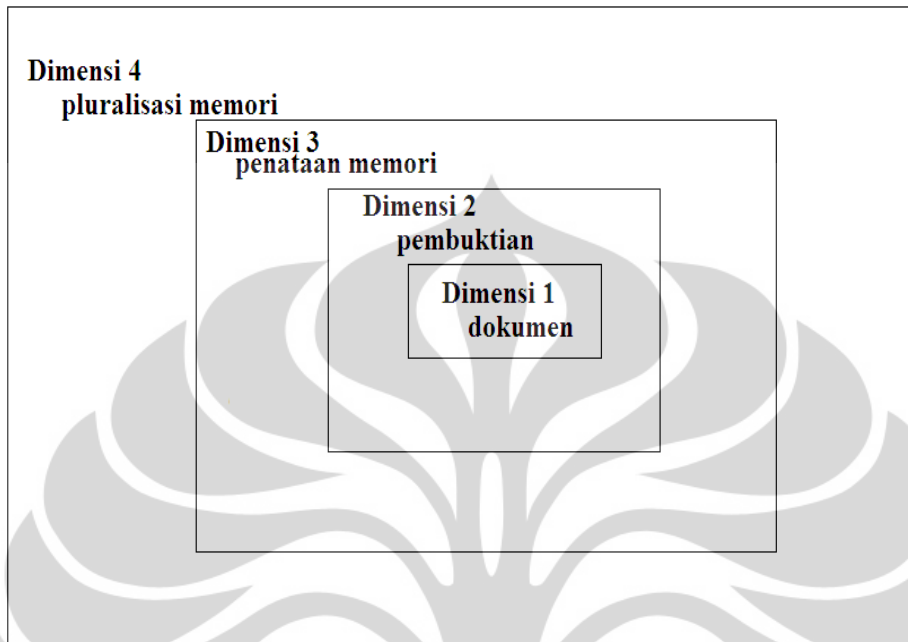 Dimensi 4
pluralisasi memori
Dimensi 3
penataan memori
Dimensi 2
pembuktian
Dimensi 1
dokumen